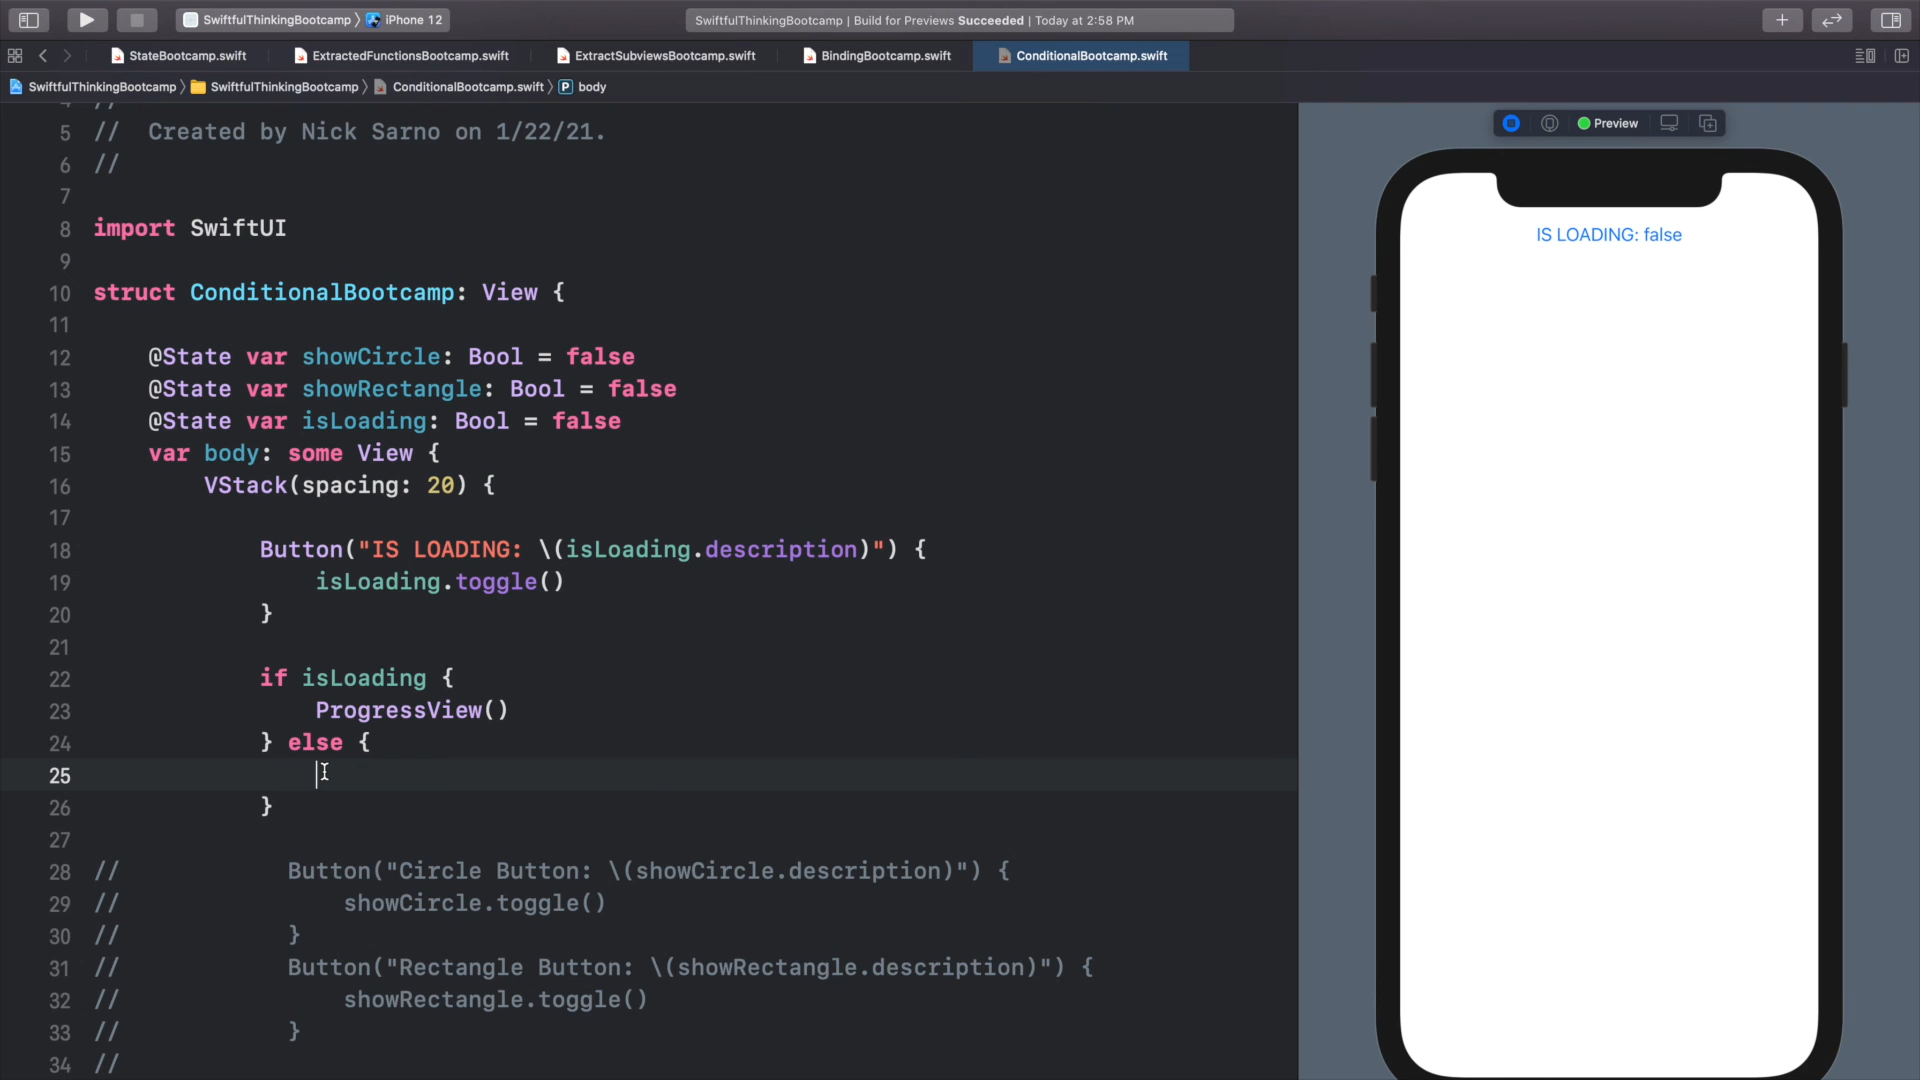 SwiftfulThinkingBootcamp 〉 iPhone 12
SwiftfulThinkingBootcamp | Build for Previews Succeeded | Today at 2:58 PM
StateBootcamp.swift
ExtractedFunctionsBootcamp.swift
ExtractSubviewsBootcamp.swift
BindingBootcamp.swift
ConditionalBootcamp.swift
SwiftfulThinkingBootcamp 〉 SwiftfulThinkingBootcamp 〉 ConditionalBootcamp.swift 〉 P body
5 //  Created by Nick Sarno on 1/22/21.
6 //
7
8 import SwiftUI
9
10 struct ConditionalBootcamp: View {
11
12     @State var showCircle: Bool = false
13     @State var showRectangle: Bool = false
14     @State var isLoading: Bool = false
15     var body: some View {
16         VStack(spacing: 20) {
17
18             Button("IS LOADING: \(isLoading.description)") {
19                 isLoading.toggle()
20             }
21
22             if isLoading {
23                 ProgressView()
24             } else {
25
26             }
27
28 //            Button("Circle Button: \(showCircle.description)") {
29 //                showCircle.toggle()
30 //            }
31 //            Button("Rectangle Button: \(showRectangle.description)") {
32 //                showRectangle.toggle()
33 //            }
34 //
Preview
IS LOADING: false